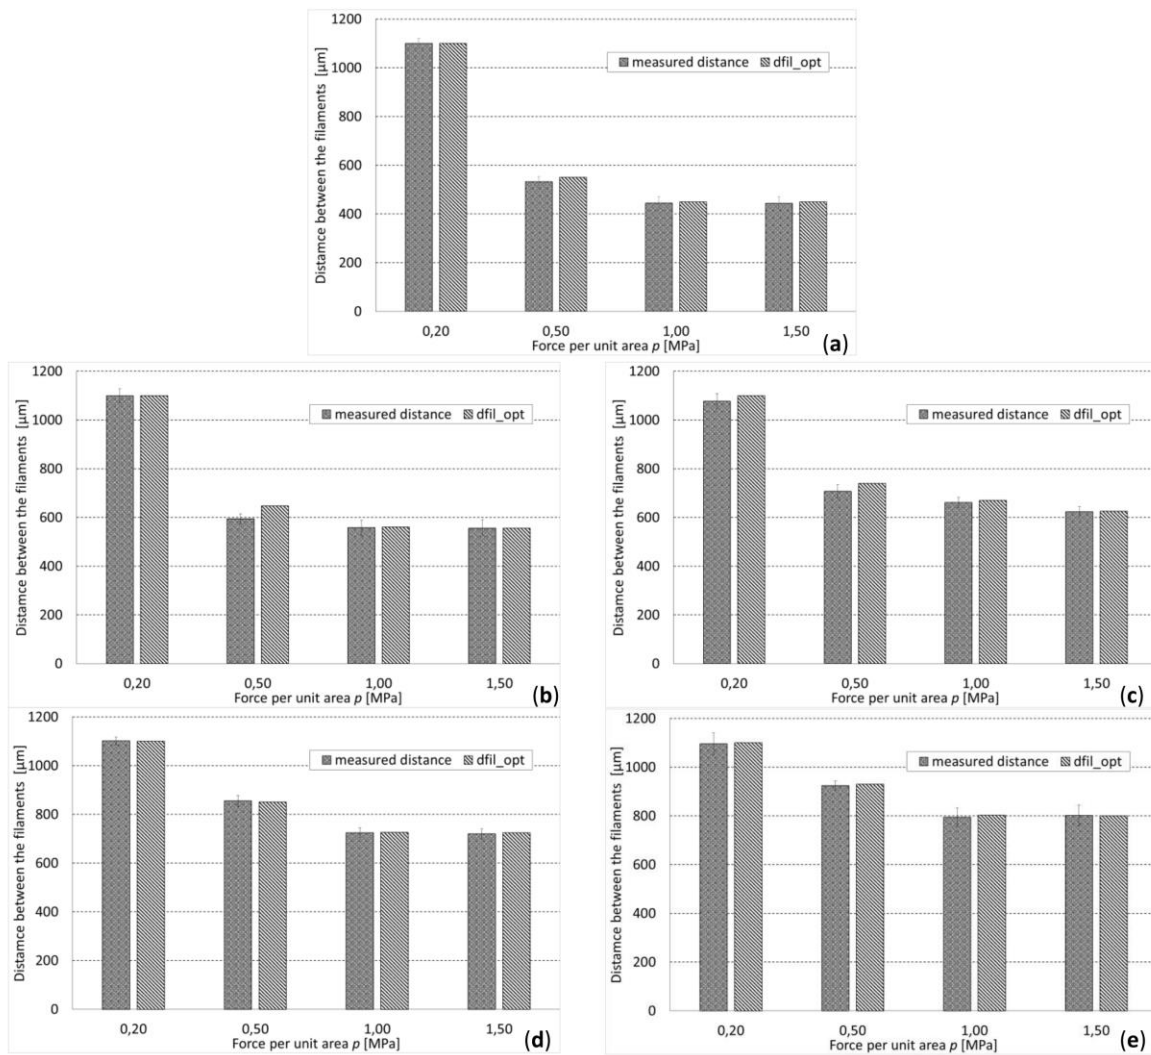 1200
1000
800
600
400
200
0
Distamce between the filaments [µm]
measured distance dfil_opt
0,20 0,50 1,00 1,50
Force per unit area p [MPa]
(a)
1200
1000
800
600
400
200
0
Distamce between the filaments [µm]
measured distance dfil_opt
0,20 0,50 1,00 1,50
Force per unit area p [MPa]
(b)
1200
1000
800
600
400
200
0
Distamce between the filaments [µm]
measured distance dfil_opt
0,20 0,50 1,00 1,50
Force per unit area p [MPa]
(c)
1200
1000
800
600
400
200
0
Distamce between the filaments [µm]
measured distance dfil_opt
0,20 0,50 1,00 1,50
Force per unit area p [MPa]
(d)
1200
1000
800
600
400
200
0
Distamce between the filaments [µm]
measured distance dfil_opt
0,20 0,50 1,00 1,50
Force per unit area p [MPa]
(e)